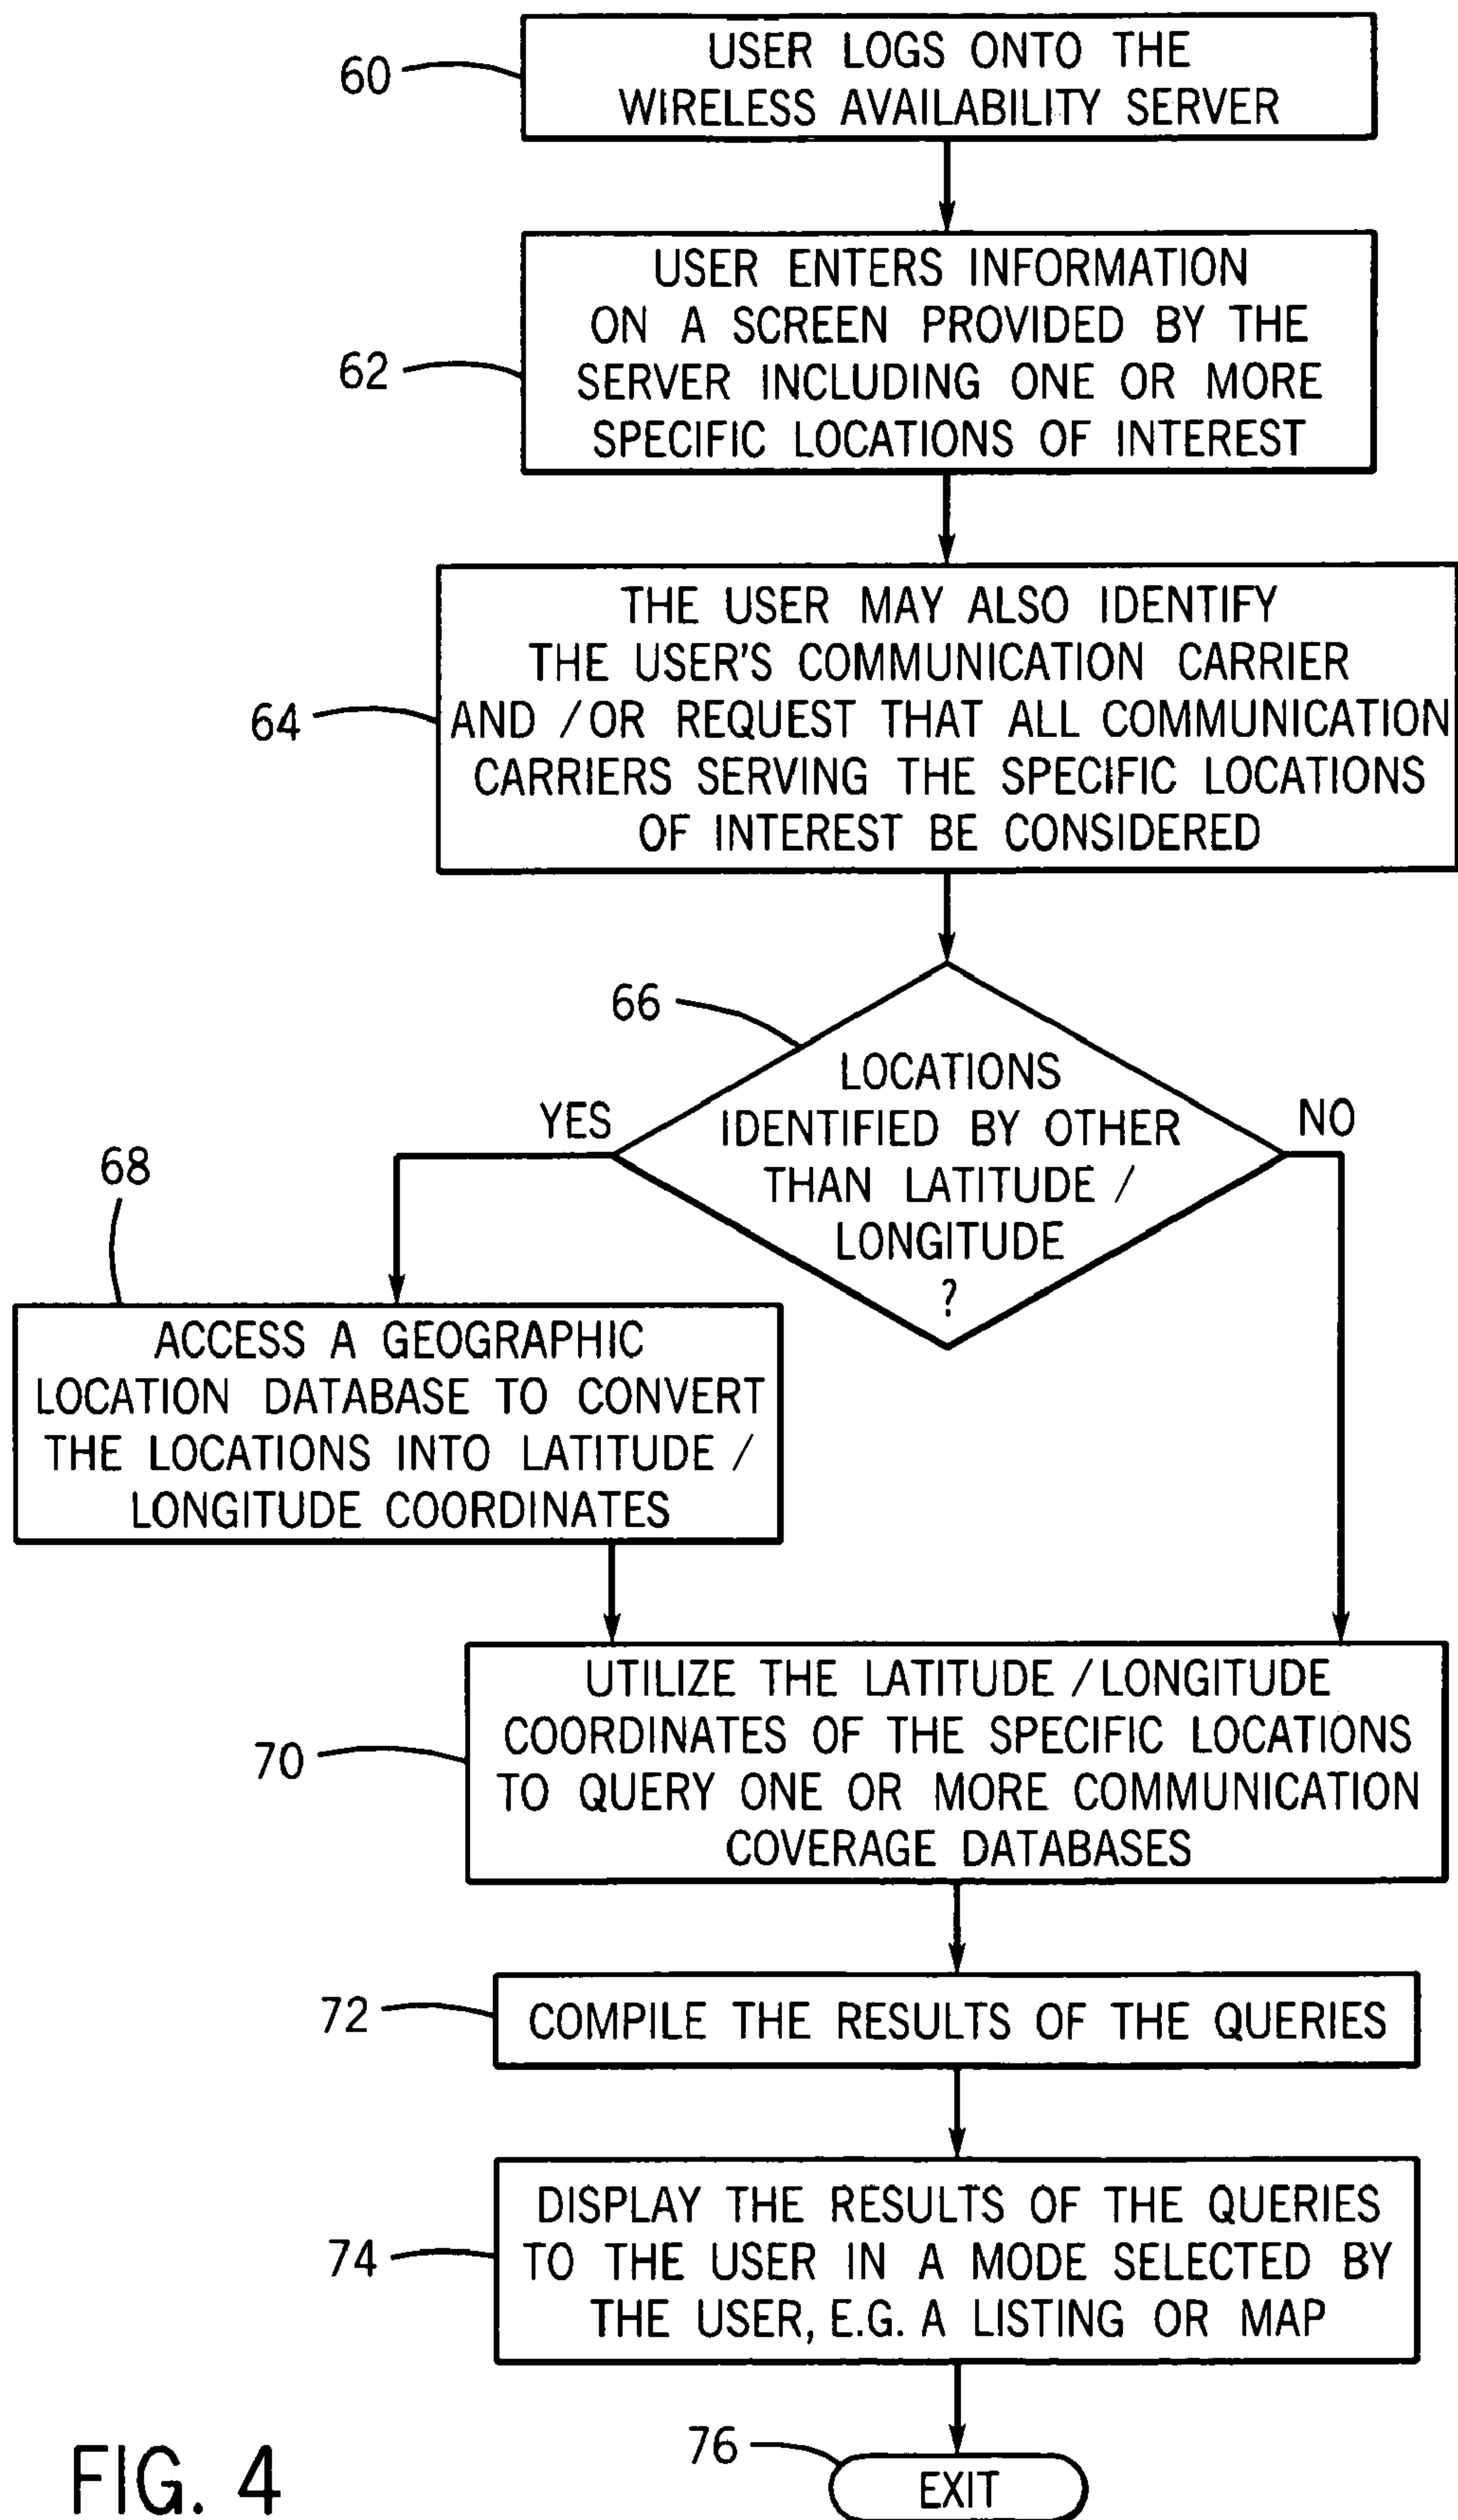 60
USER LOGS ONTO THE
WIRELESS AVAILABILITY SERVER
62
USER ENTERS INFORMATION
ON A SCREEN PROVIDED BY THE
SERVER INCLUDING ONE OR MORE
SPECIFIC LOCATIONS OF INTEREST
64
THE USER MAY ALSO IDENTIFY
THE USER'S COMMUNICATION CARRIER
AND /OR REQUEST THAT ALL COMMUNICATION
CARRIERS SERVING THE SPECIFIC LOCATIONS
OF INTEREST BE CONSIDERED
66
LOCATIONS
IDENTIFIED BY OTHER
THAN LATITUDE /
LONGITUDE
?
YES
NO
68
ACCESS A GEOGRAPHIC
LOCATION DATABASE TO CONVERT
THE LOCATIONS INTO LATITUDE /
LONGITUDE COORDINATES
70
UTILIZE THE LATITUDE /LONGITUDE
COORDINATES OF THE SPECIFIC LOCATIONS
TO QUERY ONE OR MORE COMMUNICATION
COVERAGE DATABASES
72
COMPILE THE RESULTS OF THE QUERIES
74
DISPLAY THE RESULTS OF THE QUERIES
TO THE USER IN A MODE SELECTED BY
THE USER, E.G. A LISTING OR MAP
76
EXIT
FIG. 4